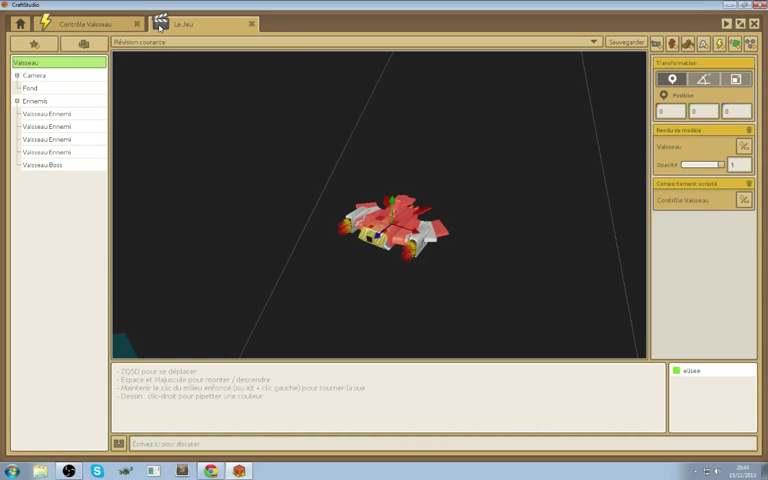 CraftStudio
Contrôle Vaisseau
Le Jeu
Révision courante
Sauvegarder
Vaisseau
Camera
Fond
Ennemis
Vaisseau Ennemi
Vaisseau Ennemi
Vaisseau Ennemi
Vaisseau Ennemi
Vaisseau Boss
Transformation
Position
0 0 0
Rendu de modèle
Vaisseau
Opacité 1
Comportement scripté
Contrôle Vaisseau
- ZQSD pour se déplacer
- Espace et Majuscule pour monter / descendre
- Maintenir le clic du milieu enfoncé (ou alt + clic gauche) pour tourner la vue
- Dessin : clic-droit pour pipetter une couleur
elisee
Écrivez ici pour discuter
20:44
15/12/2013